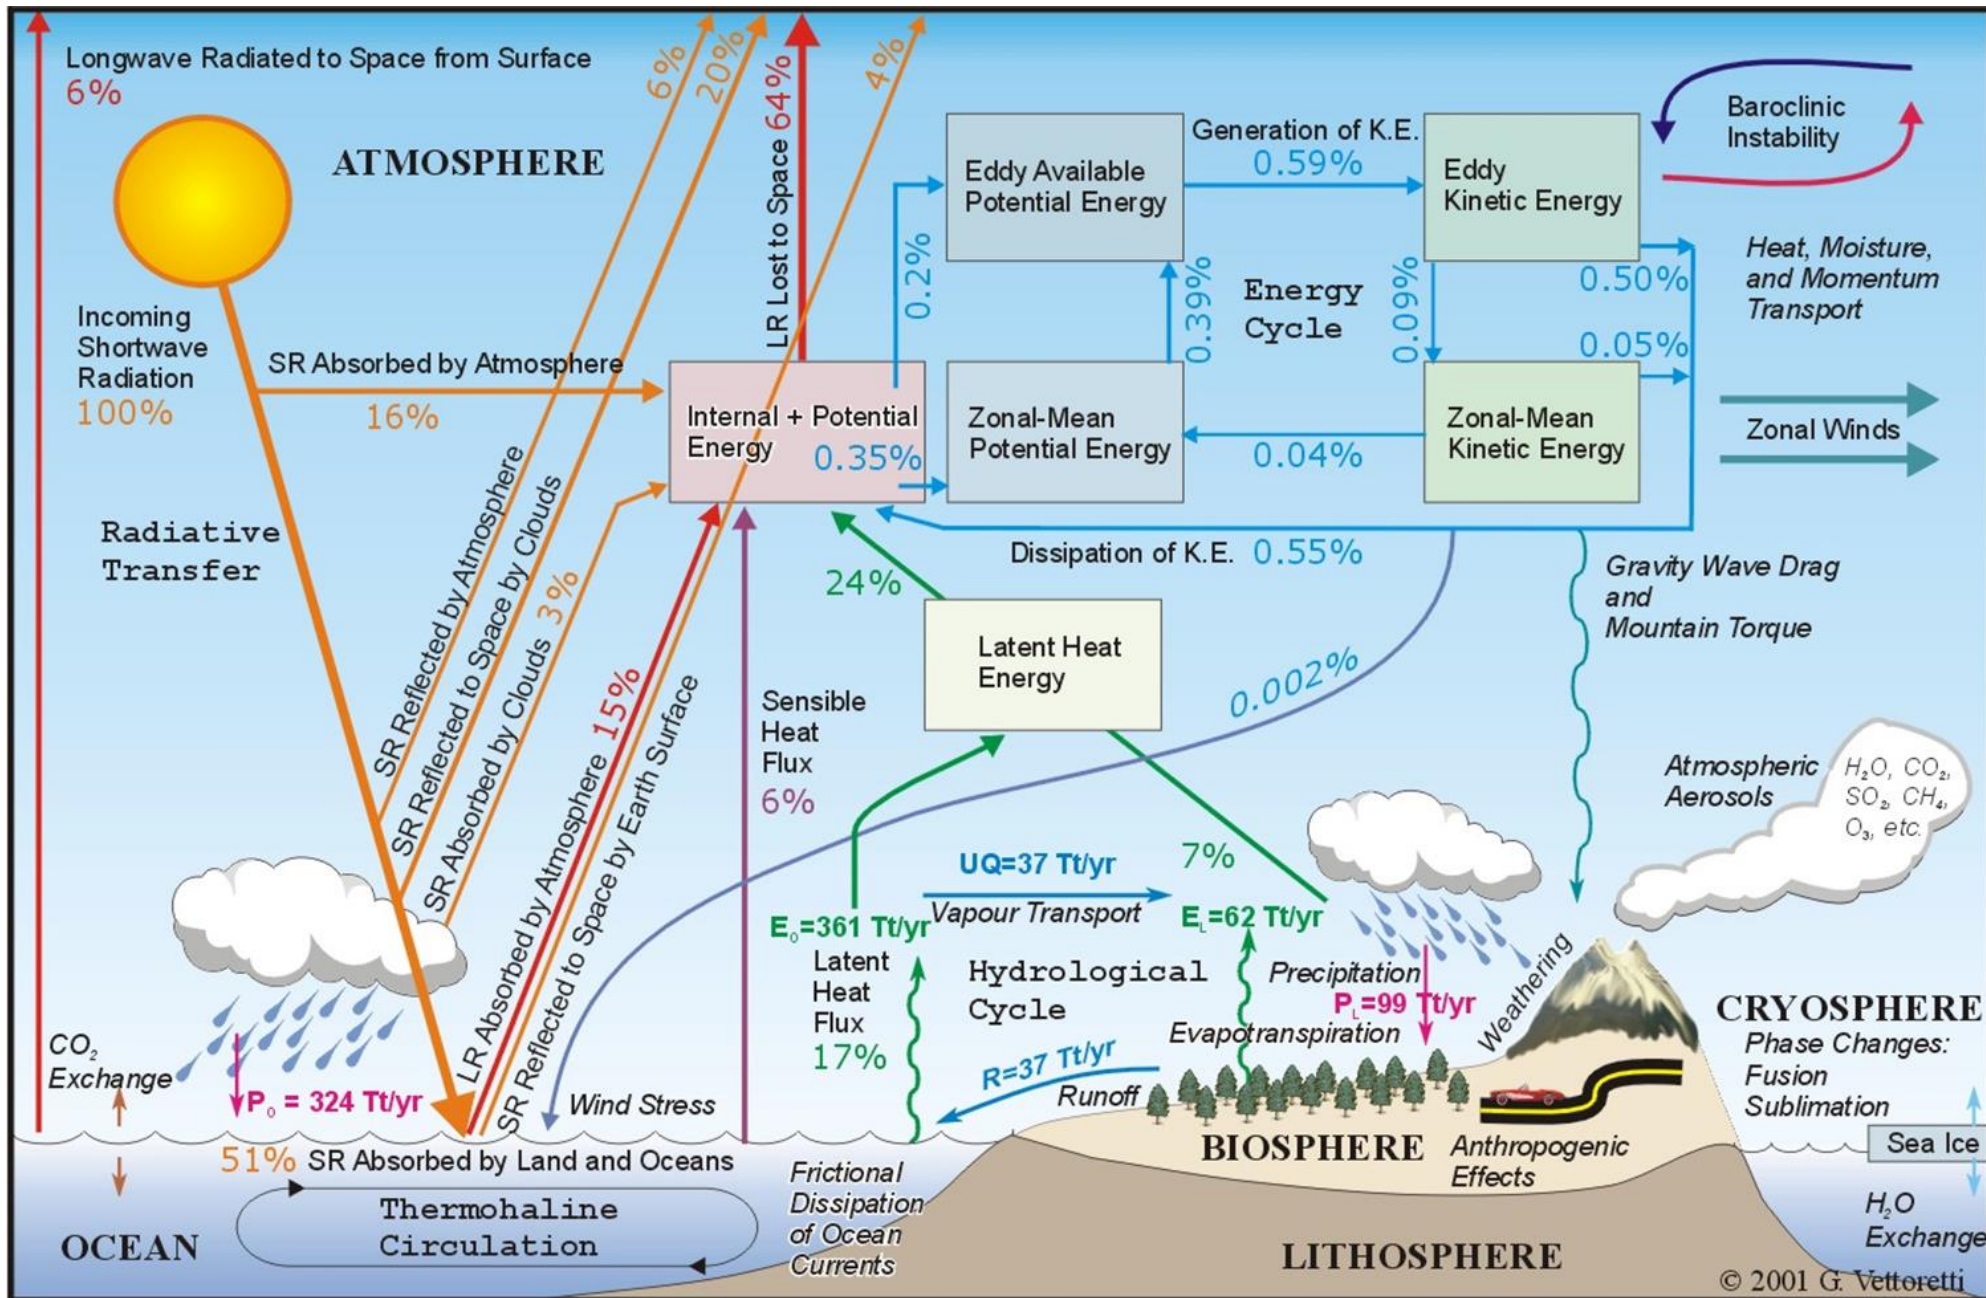 Longwave Radiated to Space from Surface
6%
ATMOSPHERE
Incoming
Shortwave
Radiation
100%
SR Absorbed by Atmosphere
16%
Radiative
Transfer
6%
20%
LR Lost to Space 64%
4%
SR Reflected by Atmosphere
SR Reflected to Space by Clouds
SR Absorbed by Clouds 3%
LR Absorbed by Atmosphere 15%
SR Reflected to Space by Earth Surface
Internal + Potential
Energy
0.35%
0.2%
Eddy Available
Potential Energy
Generation of K.E.
0.59%
Eddy
Kinetic Energy
Baroclinic
Instability
0.39%
Energy
Cycle
0.09%
0.50%
0.05%
Heat, Moisture,
and Momentum
Transport
Zonal-Mean
Potential Energy
0.04%
Zonal-Mean
Kinetic Energy
Zonal Winds
Dissipation of K.E. 0.55%
24%
Latent Heat
Energy
0.002%
Gravity Wave Drag
and
Mountain Torque
Sensible
Heat
Flux
6%
Atmospheric
Aerosols
H₂O, CO₂,
SO₂, CH₄,
O₃, etc.
7%
UQ=37 Tt/yr
Vapour Transport
E₀=361 Tt/yr
Latent
Heat
Flux
17%
E_L=62 Tt/yr
Hydrological
Cycle
Precipitation
P_L=99 Tt/yr
Evapotranspiration
Weathering
R=37 Tt/yr
Runoff
CRYOSPHERE
Phase Changes:
Fusion
Sublimation
Sea Ice
H₂O
Exchange
CO₂
Exchange
P₀ = 324 Tt/yr
Wind Stress
51% SR Absorbed by Land and Oceans
Thermohaline
Circulation
OCEAN
Frictional
Dissipation
of Ocean
Currents
BIOSPHERE
Anthropogenic
Effects
LITHOSPHERE
© 2001 G. Vettoretti